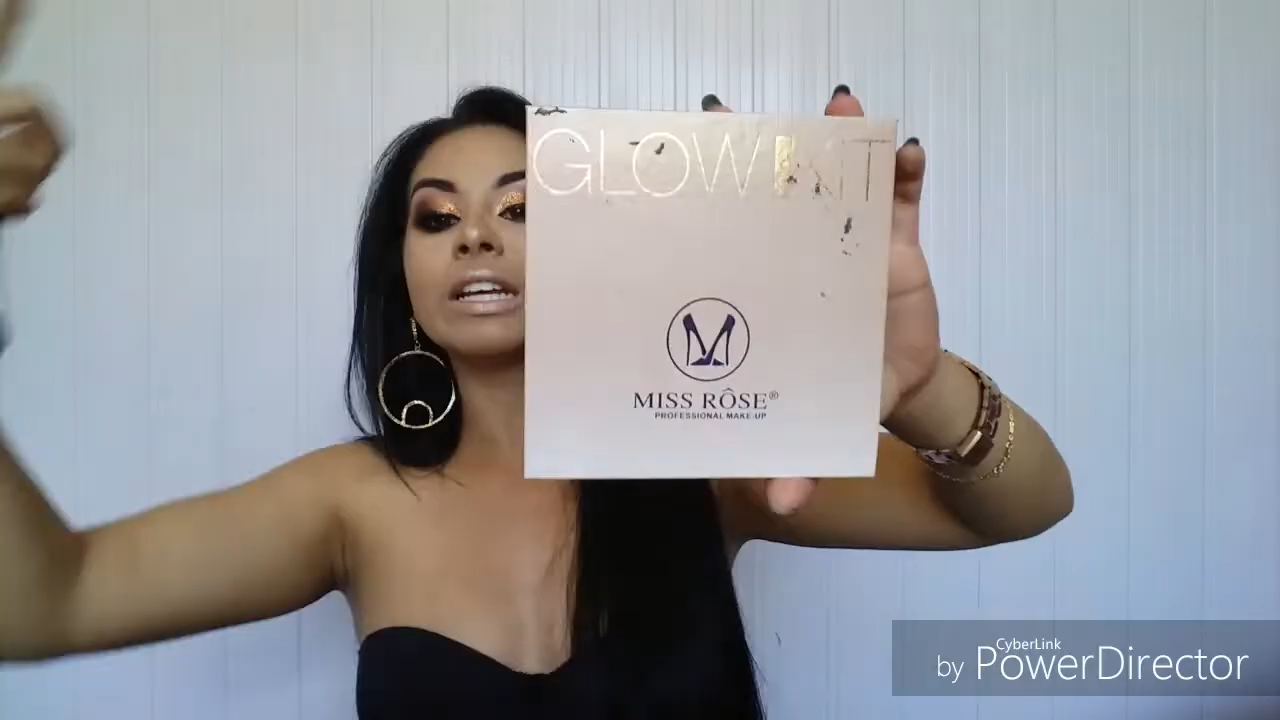 GLOW KIT
MISS RÔSE®
PROFESSIONAL MAKE-UP
CyberLink
by PowerDirector